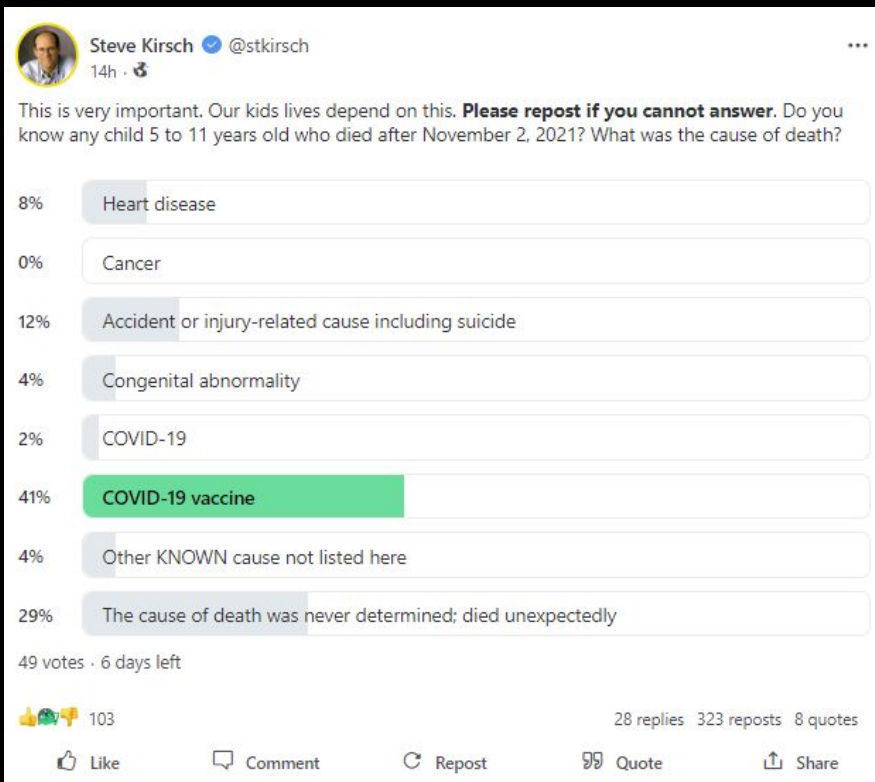 Steve Kirsch @stkirsch
14h ·
This is very important. Our kids lives depend on this. Please repost if you cannot answer. Do you
know any child 5 to 11 years old who died after November 2, 2021? What was the cause of death?
8% Heart disease
0% Cancer
12% Accident or injury-related cause including suicide
4% Congenital abnormality
2% COVID-19
41% COVID-19 vaccine
4% Other KNOWN cause not listed here
29% The cause of death was never determined; died unexpectedly
49 votes · 6 days left
103 28 replies 323 reposts 8 quotes
Like Comment Repost Quote Share